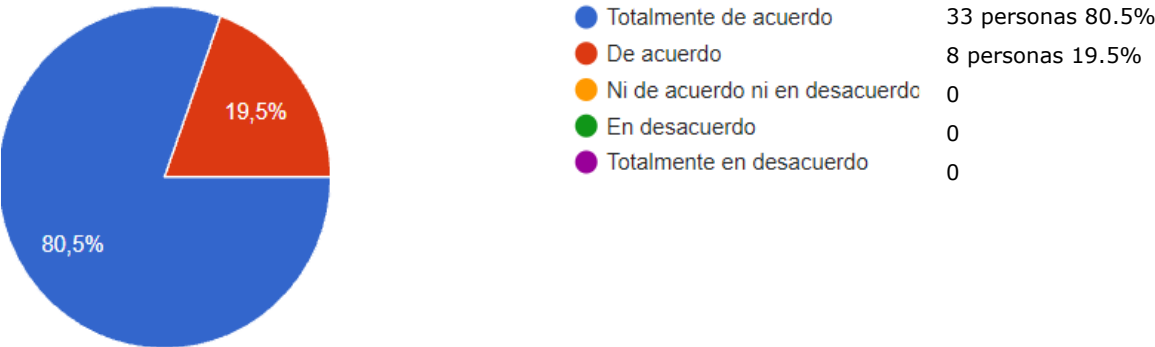 Totalmente de acuerdo 33 personas 80.5%
De acuerdo 8 personas 19.5%
Ni de acuerdo ni en desacuerdo 0
En desacuerdo 0
Totalmente en desacuerdo 0
19,5%
80,5%